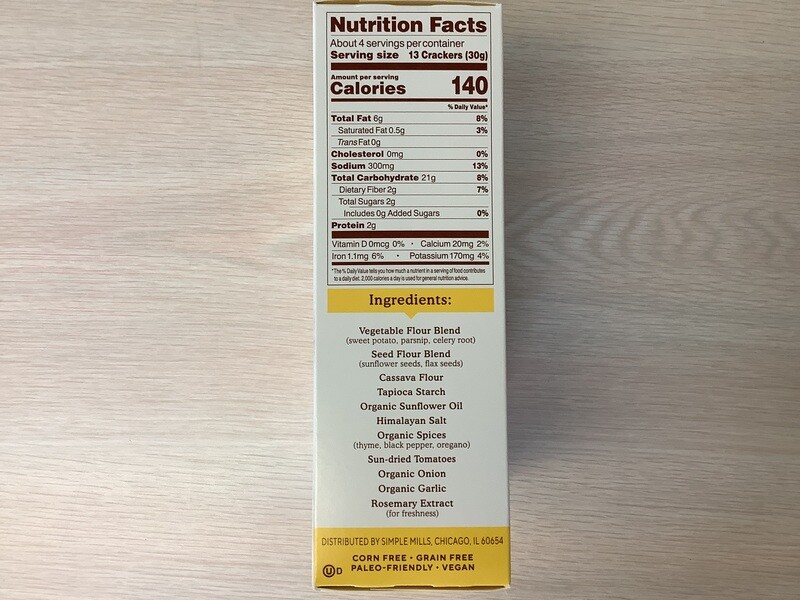 Nutrition Facts
About 4 servings per container
Serving size 13 Crackers (30g)
Amount per serving
Calories 140
% Daily Value*
Total Fat 6g 8%
Saturated Fat 0.5g 3%
Trans Fat 0g
Cholesterol 0mg 0%
Sodium 300mg 13%
Total Carbohydrate 21g 8%
Dietary Fiber 2g 7%
Total Sugars 2g
Includes 0g Added Sugars 0%
Protein 2g
Vitamin D 0mcg 0% • Calcium 20mg 2%
Iron 1.1mg 6% • Potassium 170mg 4%
*The % Daily Value tells you how much a nutrient in a serving of food contributes
to a daily diet. 2,000 calories a day is used for general nutrition advice.
Ingredients:
Vegetable Flour Blend
(sweet potato, parsnip, celery root)
Seed Flour Blend
(sunflower seeds, flax seeds)
Cassava Flour
Tapioca Starch
Organic Sunflower Oil
Himalayan Salt
Organic Spices
(thyme, black pepper, oregano)
Sun-dried Tomatoes
Organic Onion
Organic Garlic
Rosemary Extract
(for freshness)
DISTRIBUTED BY SIMPLE MILLS, CHICAGO, IL 60654
CORN FREE • GRAIN FREE
PALEO-FRIENDLY • VEGAN
U D